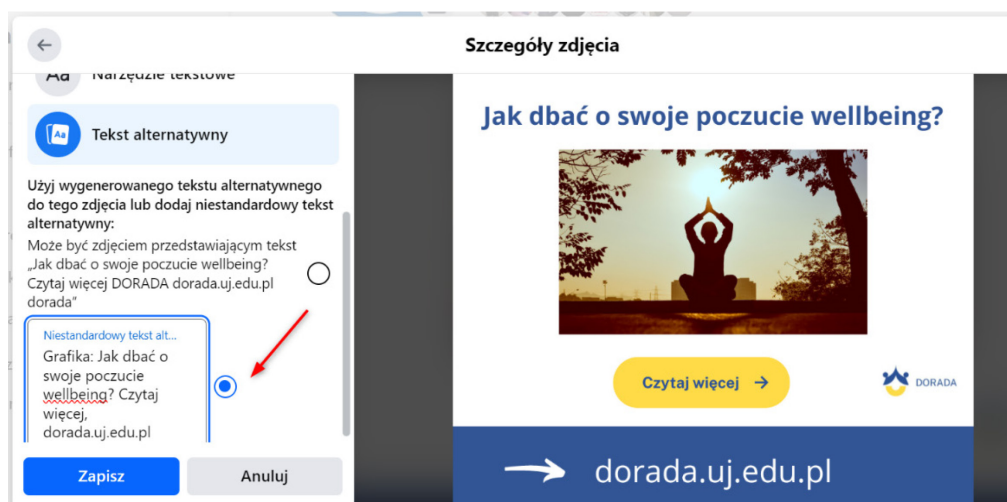 Szczegóły zdjęcia
Aa Narzędzie tekstowe
Aa Tekst alternatywny
Użyj wygenerowanego tekstu alternatywnego
do tego zdjęcia lub dodaj niestandardowy tekst
alternatywny:
Może być zdjęciem przedstawiającym tekst
„Jak dbać o swoje poczucie wellbeing?
Czytaj więcej DORADA dorada.uj.edu.pl
dorada”
Niestandardowy tekst alt...
Grafika: Jak dbać o
swoje poczucie
wellbeing? Czytaj
więcej,
dorada.uj.edu.pl
Zapisz
Anuluj
Jak dbać o swoje poczucie wellbeing?
Czytaj więcej
DORADA
dorada.uj.edu.pl